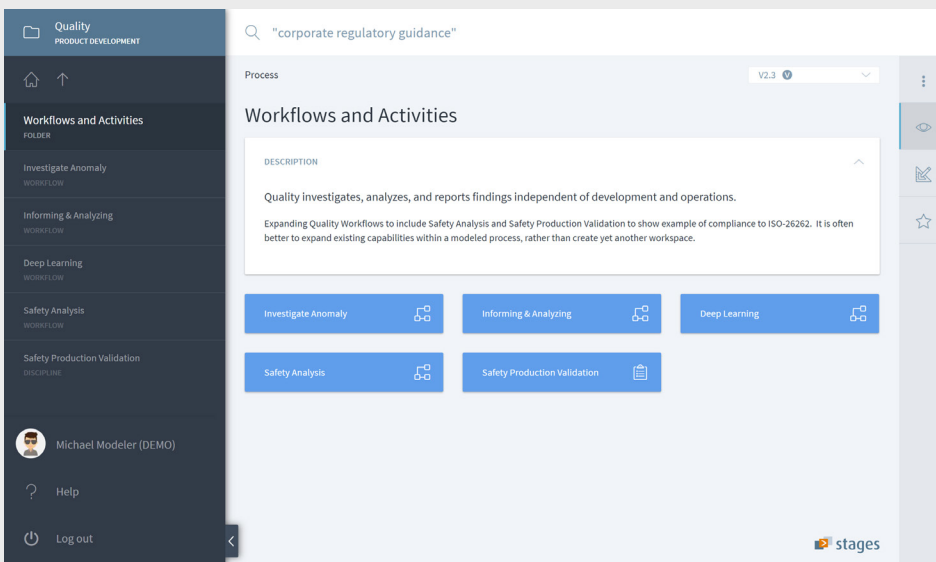 Quality
PRODUCT DEVELOPMENT
"corporate regulatory guidance"
Process
V2.3 V
Workflows and Activities
FOLDER
Investigate Anomaly
WORKFLOW
Informing & Analyzing
WORKFLOW
Deep Learning
WORKFLOW
Safety Analysis
WORKFLOW
Safety Production Validation
DISCIPLINE
Michael Modeler (DEMO)
Help
Log out
Workflows and Activities
DESCRIPTION
Quality investigates, analyzes, and reports findings independent of development and operations.
Expanding Quality Workflows to include Safety Analysis and Safety Production Validation to show example of compliance to ISO-26262. It is often
better to expand existing capabilities within a modeled process, rather than create yet another workspace.
Investigate Anomaly
Informing & Analyzing
Deep Learning
Safety Analysis
Safety Production Validation
stages